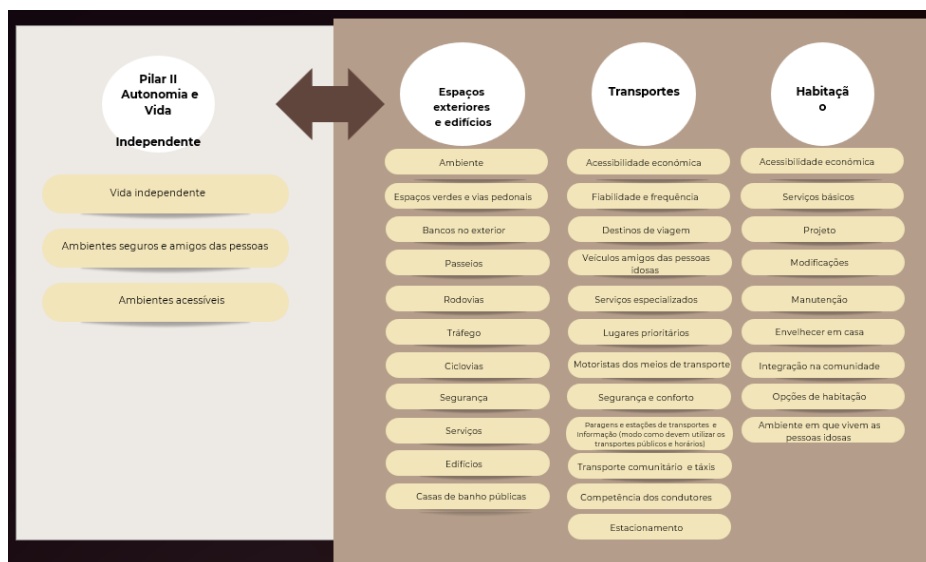 Pilar II
Autonomia e
Vida
Independente
Vida independente
Ambientes seguros e amigos das pessoas
Ambientes acessíveis
Espaços
exteriores
e edifícios
Ambiente
Espaços verdes e vias pedonais
Bancos no exterior
Passeios
Rodovias
Tráfego
Ciclovias
Segurança
Serviços
Edifícios
Casas de banho públicas
Transportes
Acessibilidade económica
Fiabilidade e frequência
Destinos de viagem
Veículos amigos das pessoas
idosas
Serviços especializados
Lugares prioritários
Motoristas dos meios de transporte
Segurança e conforto
Paragens e estações de transportes e
Informação (modo como devem utilizar os
transportes públicos e horários)
Transporte comunitário e táxis
Competência dos condutores
Estacionamento
Habitaçã
o
Acessibilidade económica
Serviços básicos
Projeto
Modificações
Manutenção
Envelhecer em casa
Integração na comunidade
Opções de habitação
Ambiente em que vivem as
pessoas idosas